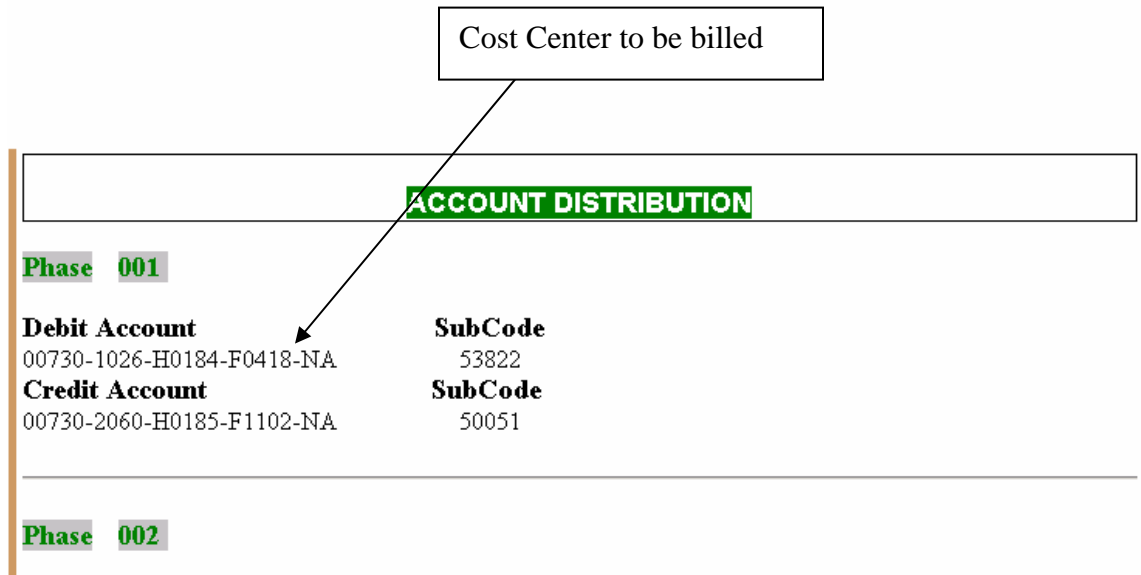 Cost Center to be billed
ACCOUNT DISTRIBUTION
Phase 001
Debit Account SubCode
00730-1026-H0184-F0418-NA 53822
Credit Account SubCode
00730-2060-H0185-F1102-NA 50051
Phase 002